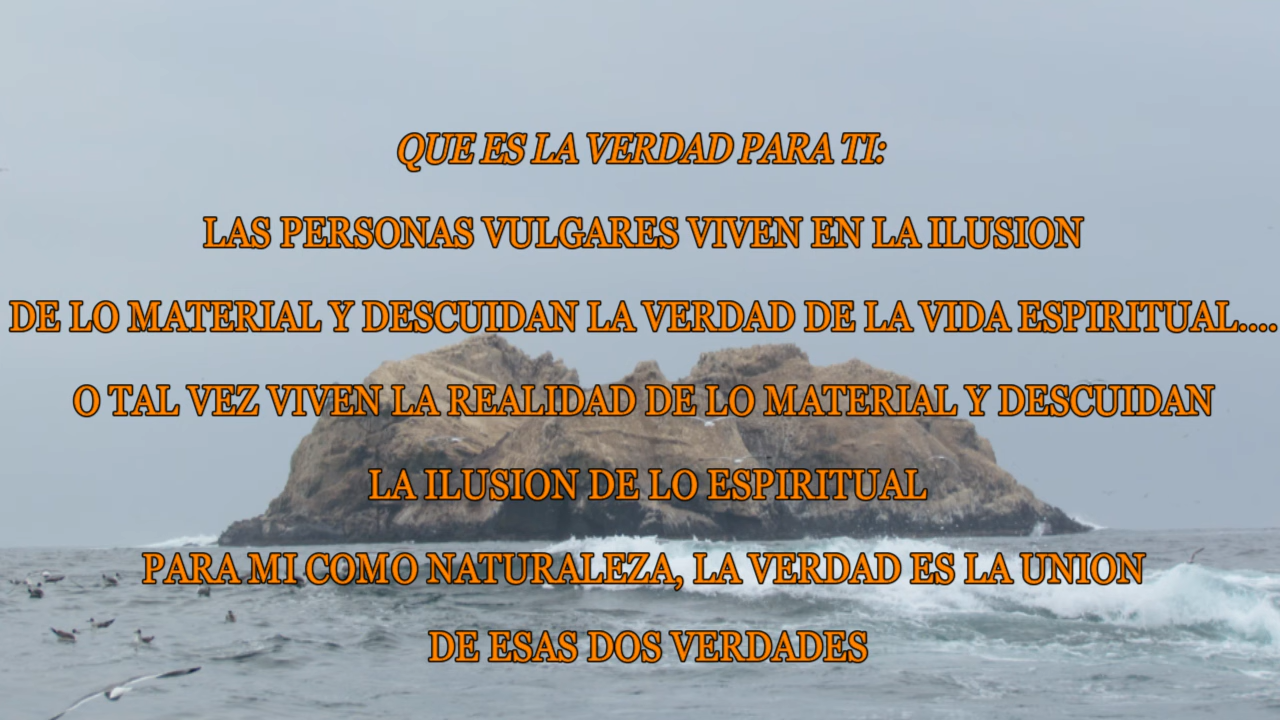 QUE ES LA VERDAD PARA TI:
LAS PERSONAS VULGARES VIVEN EN LA ILUSION
DE LO MATERIAL Y DESCUIDAN LA VERDAD DE LA VIDA ESPIRITUAL....
O TAL VEZ VIVEN LA REALIDAD DE LO MATERIAL Y DESCUIDAN
LA ILUSION DE LO ESPIRITUAL
PARA MI COMO NATURALEZA, LA VERDAD ES LA UNION
DE ESAS DOS VERDADES